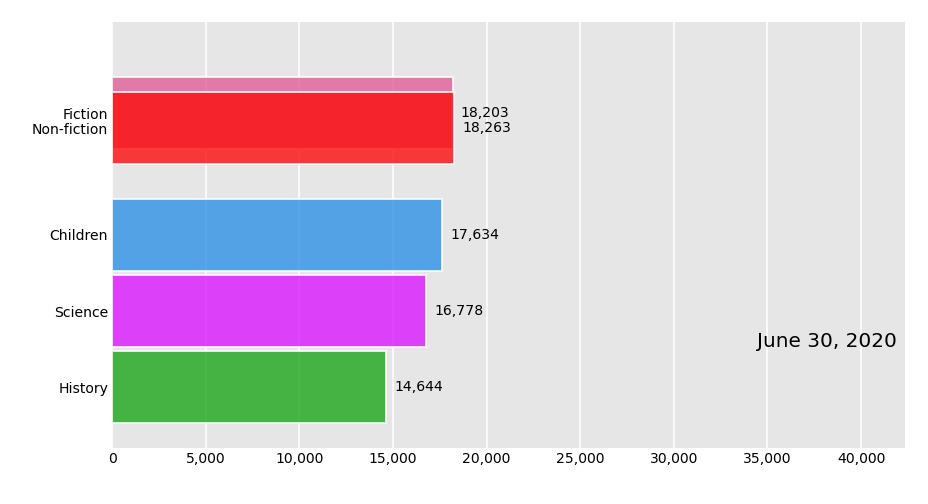 Fiction
18,203
Non-fiction
18,263
Children
17,634
Science
16,778
June 30, 2020
History
14,644
0
5,000
10,000
15,000
20,000
25,000
30,000
35,000
40,000